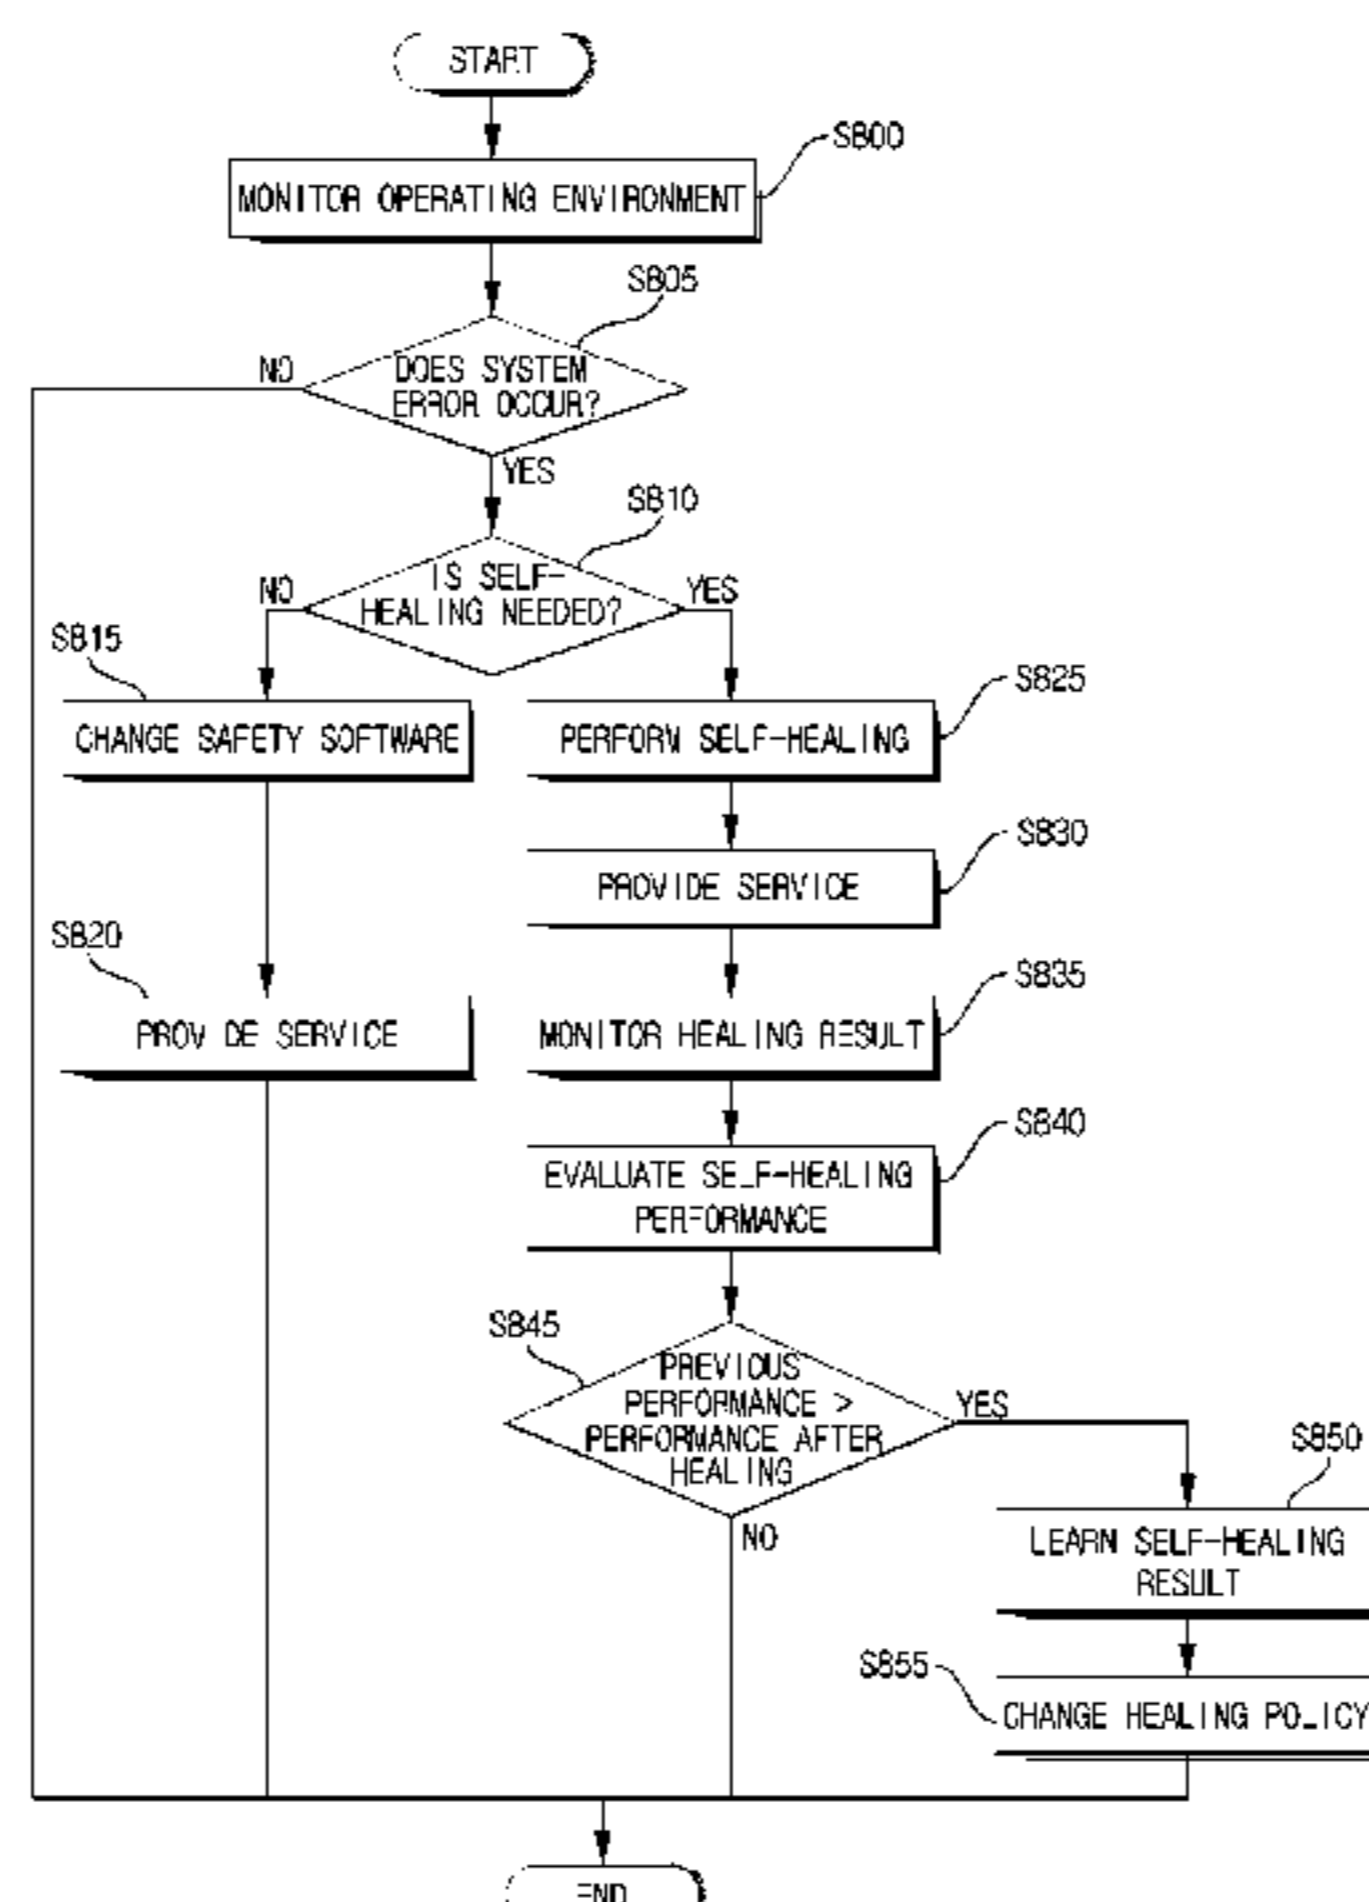 START
S800
MONITOR OPERATING ENVIRONMENT
S805
NO
DOES SYSTEM
ERROR OCCUR?
YES
S810
NO
IS SELF-
HEALING NEEDED?
YES
S815
CHANGE SAFETY SOFTWARE
S825
PERFORM SELF-HEALING
S830
PROVIDE SERVICE
S820
PROVIDE SERVICE
S835
MONITOR HEALING RESULT
S840
EVALUATE SELF-HEALING
PERFORMANCE
S845
PREVIOUS
PERFORMANCE >
PERFORMANCE AFTER
HEALING
YES
NO
S850
LEARN SELF-HEALING
RESULT
S855
CHANGE HEALING POLICY
END